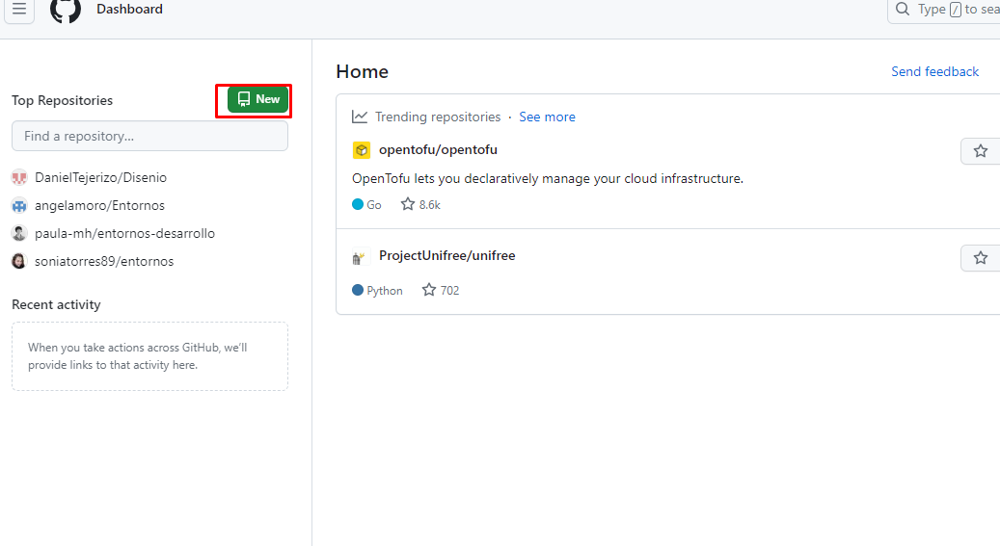 Dashboard
Type / to sea
Top Repositories
New
Find a repository...
DanielTejerizo/Disenio
angelamoro/Entornos
paula-mh/entornos-desarrollo
soniatorres89/entornos
Recent activity
When you take actions across GitHub, we'll
provide links to that activity here.
Home
Send feedback
Trending repositories · See more
opentofu/opentofu
OpenTofu lets you declaratively manage your cloud infrastructure.
Go 8.6k
ProjectUnifree/unifree
Python 702